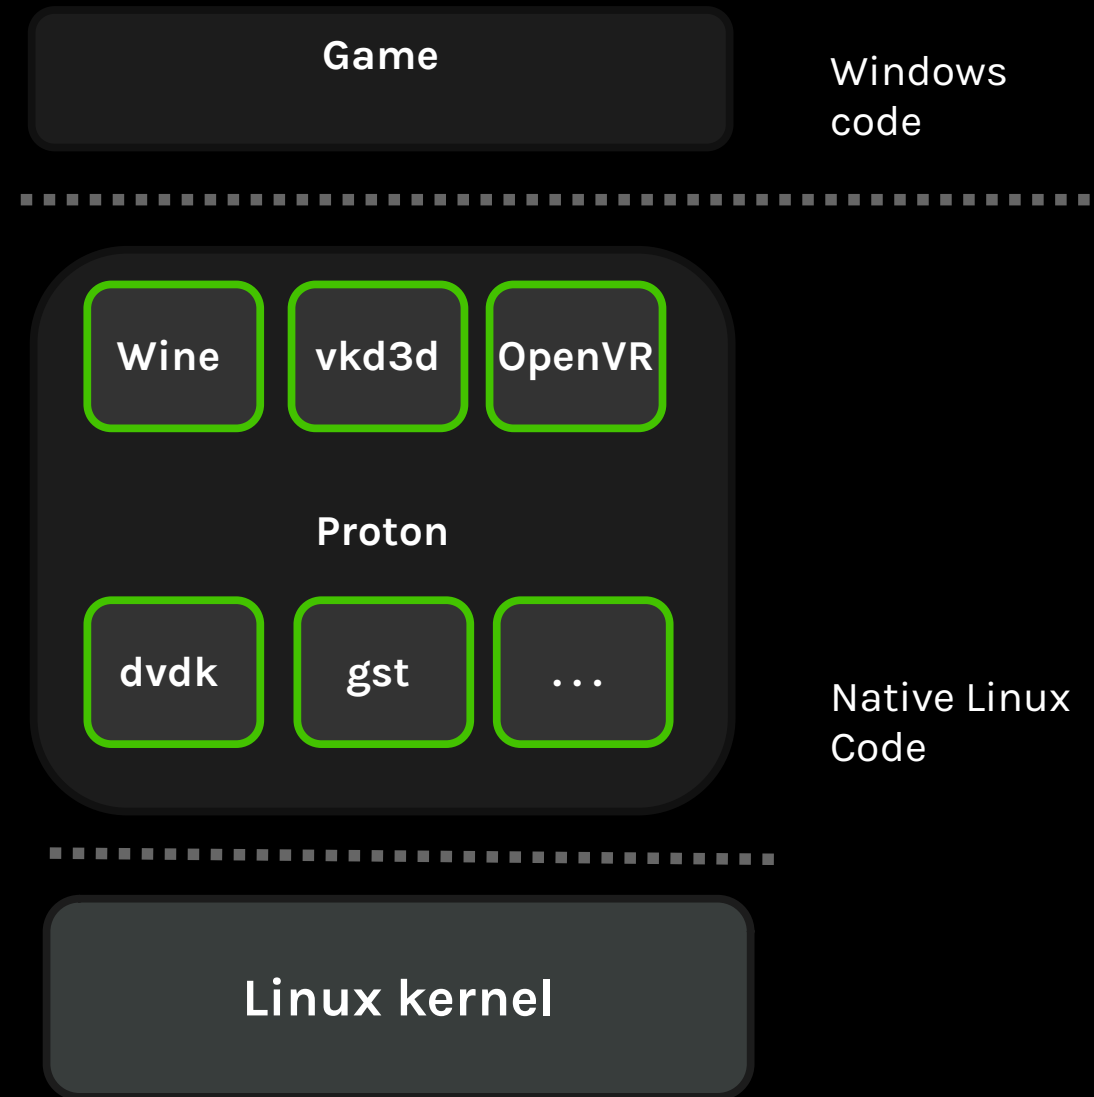 Game
Windows
code
Wine
vkd3d
OpenVR
Proton
dvdk
gst
...
Native Linux
Code
Linux kernel